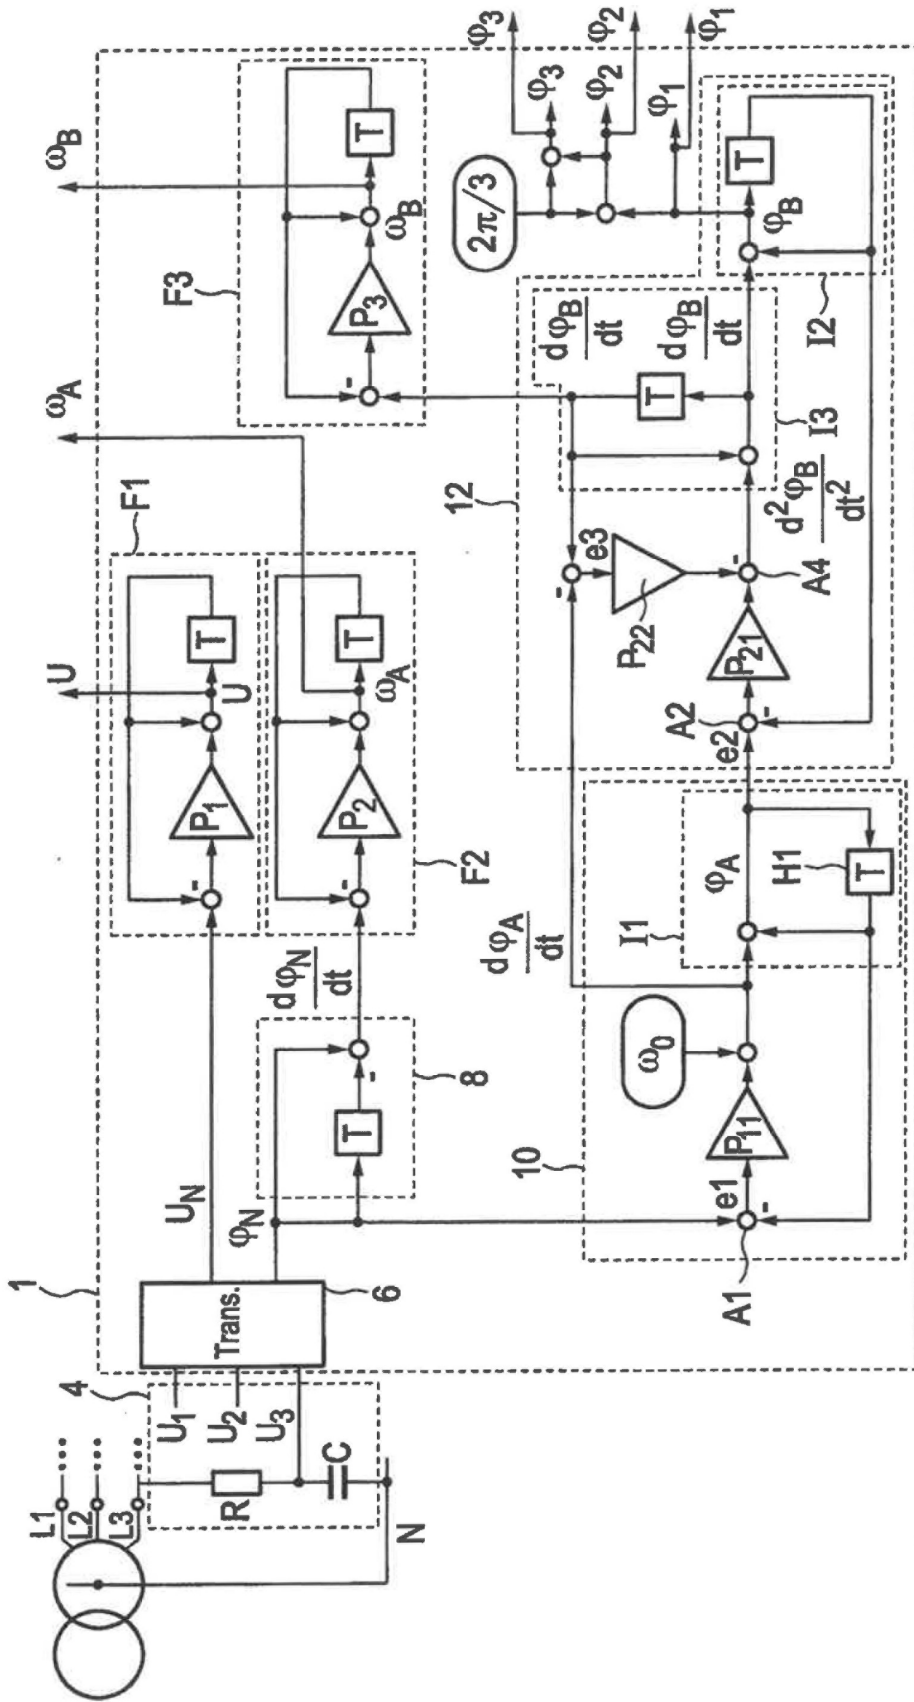 L1
L2
L3
N
R
C
4
U1
U2
U3
1
Trans.
6
UN
φN
8
T
dφN
dt
F1
P1
T
U
U
F2
P2
T
ωA
ωA
F3
P3
T
ωB
ωB
10
A1
e1
P11
ω0
I1
φA
H1
T
dφA
dt
12
A2
e2
P21
P22
e3
A4
d²φB
dt²
I3
T
dφB
dt
dφB
dt
I2
T
φB
2π/3
φ1
φ2
φ3
φ1
φ2
φ3